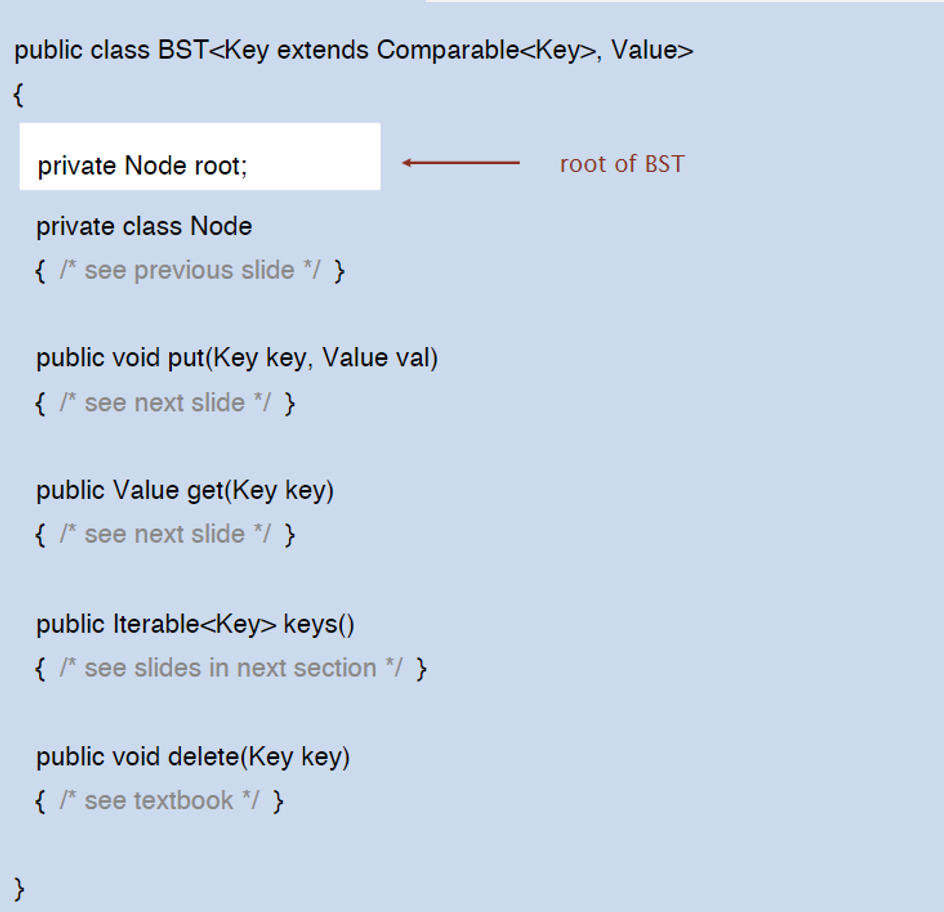 public class BST<Key extends Comparable<Key>, Value>
{
private Node root;
root of BST
private class Node
{ /* see previous slide */ }
public void put(Key key, Value val)
{ /* see next slide */ }
public Value get(Key key)
{ /* see next slide */ }
public Iterable<Key> keys()
{ /* see slides in next section */ }
public void delete(Key key)
{ /* see textbook */ }
}